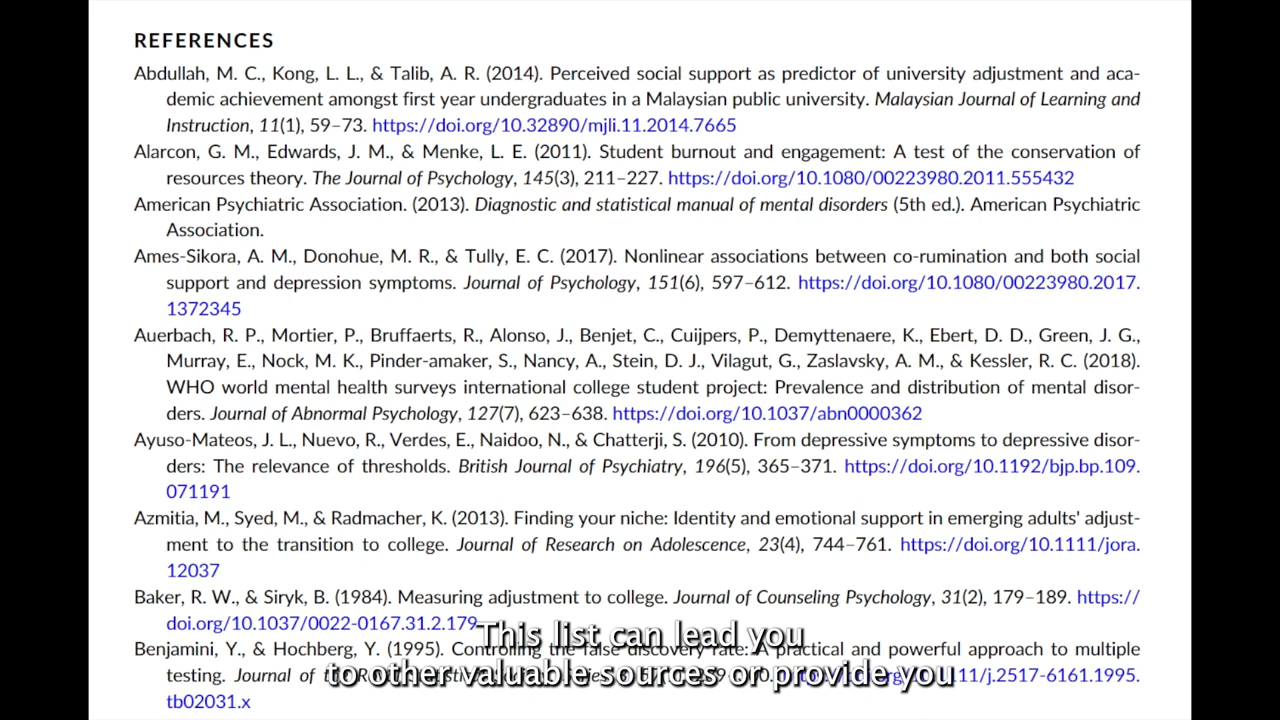 REFERENCES
Abdullah, M. C., Kong, L. L., & Talib, A. R. (2014). Perceived social support as predictor of university adjustment and aca-
demic achievement amongst first year undergraduates in a Malaysian public university. Malaysian Journal of Learning and
Instruction, 11(1), 59–73. https://doi.org/10.32890/mjli.11.2014.7665
Alarcon, G. M., Edwards, J. M., & Menke, L. E. (2011). Student burnout and engagement: A test of the conservation of
resources theory. The Journal of Psychology, 145(3), 211–227. https://doi.org/10.1080/00223980.2011.555432
American Psychiatric Association. (2013). Diagnostic and statistical manual of mental disorders (5th ed.). American Psychiatric
Association.
Ames-Sikora, A. M., Donohue, M. R., & Tully, E. C. (2017). Nonlinear associations between co-rumination and both social
support and depression symptoms. Journal of Psychology, 151(6), 597–612. https://doi.org/10.1080/00223980.2017.
1372345
Auerbach, R. P., Mortier, P., Bruffaerts, R., Alonso, J., Benjet, C., Cuijpers, P., Demyttenaere, K., Ebert, D. D., Green, J. G.,
Murray, E., Nock, M. K., Pinder-amaker, S., Nancy, A., Stein, D. J., Vilagut, G., Zaslavsky, A. M., & Kessler, R. C. (2018).
WHO world mental health surveys international college student project: Prevalence and distribution of mental disor-
ders. Journal of Abnormal Psychology, 127(7), 623–638. https://doi.org/10.1037/abn0000362
Ayuso-Mateos, J. L., Nuevo, R., Verdes, E., Naidoo, N., & Chatterji, S. (2010). From depressive symptoms to depressive disor-
ders: The relevance of thresholds. British Journal of Psychiatry, 196(5), 365–371. https://doi.org/10.1192/bjp.bp.109.
071191
Azmitia, M., Syed, M., & Radmacher, K. (2013). Finding your niche: Identity and emotional support in emerging adults' adjust-
ment to the transition to college. Journal of Research on Adolescence, 23(4), 744–761. https://doi.org/10.1111/jora.
12037
Baker, R. W., & Siryk, B. (1984). Measuring adjustment to college. Journal of Counseling Psychology, 31(2), 179–189. https://
doi.org/10.1037/0022-0167.31.2.179
This list can lead you
Benjamini, Y., & Hochberg, Y. (1995). Controlling the false discovery rate: A practical and powerful approach to multiple
to other valuable sources or provide you
testing. Journal of 1/j.2517-6161.1995.
tb02031.x